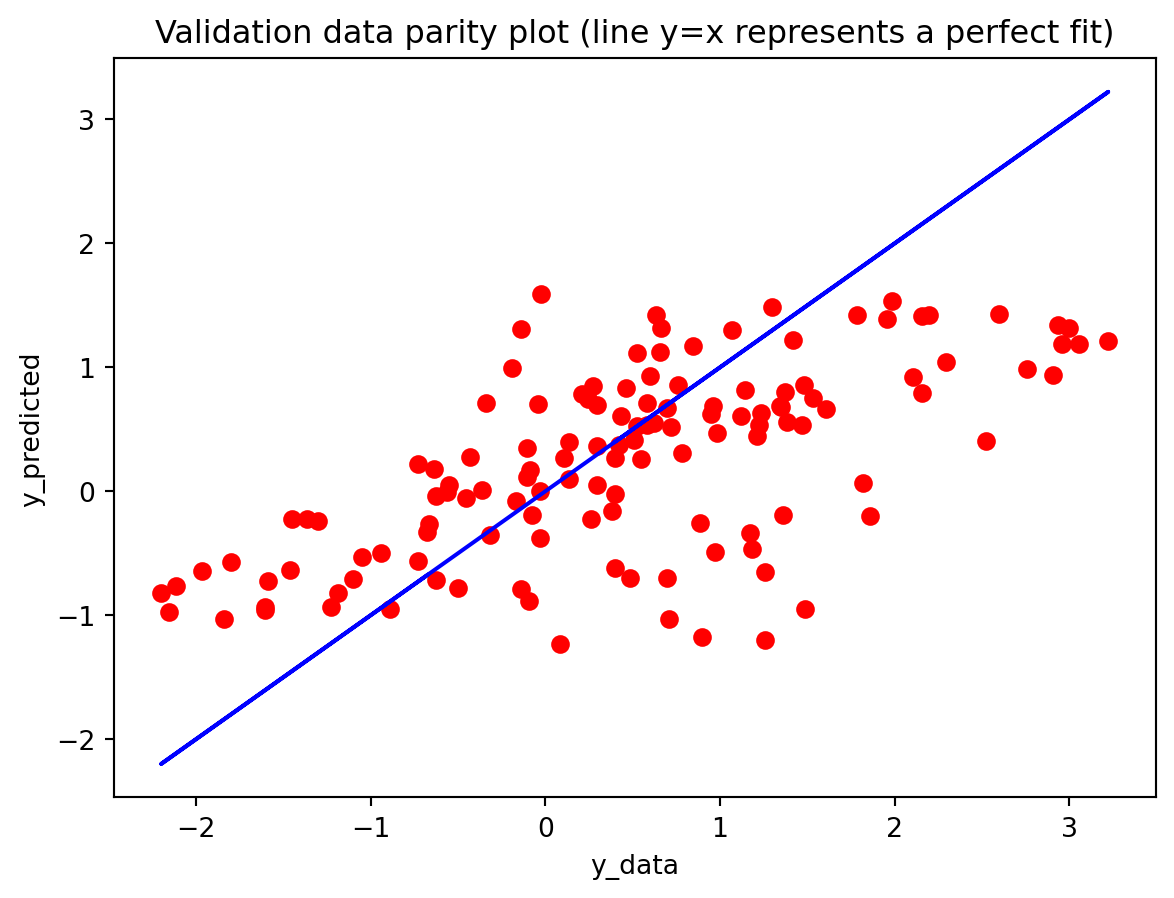 Validation data parity plot (line y=x represents a perfect fit)
3
2
1
0
−1
−2
y_predicted
−2 −1 0 1 2 3
y_data